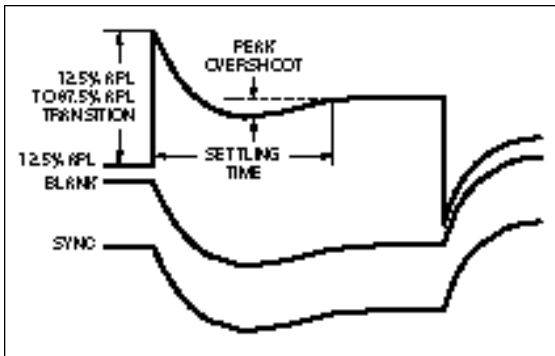 PEAK
OVERSHOOT
12.5% APL
TO 87.5% APL
TRANSITION
SETTLING
TIME
12.5% APL
BLANK
SYNC